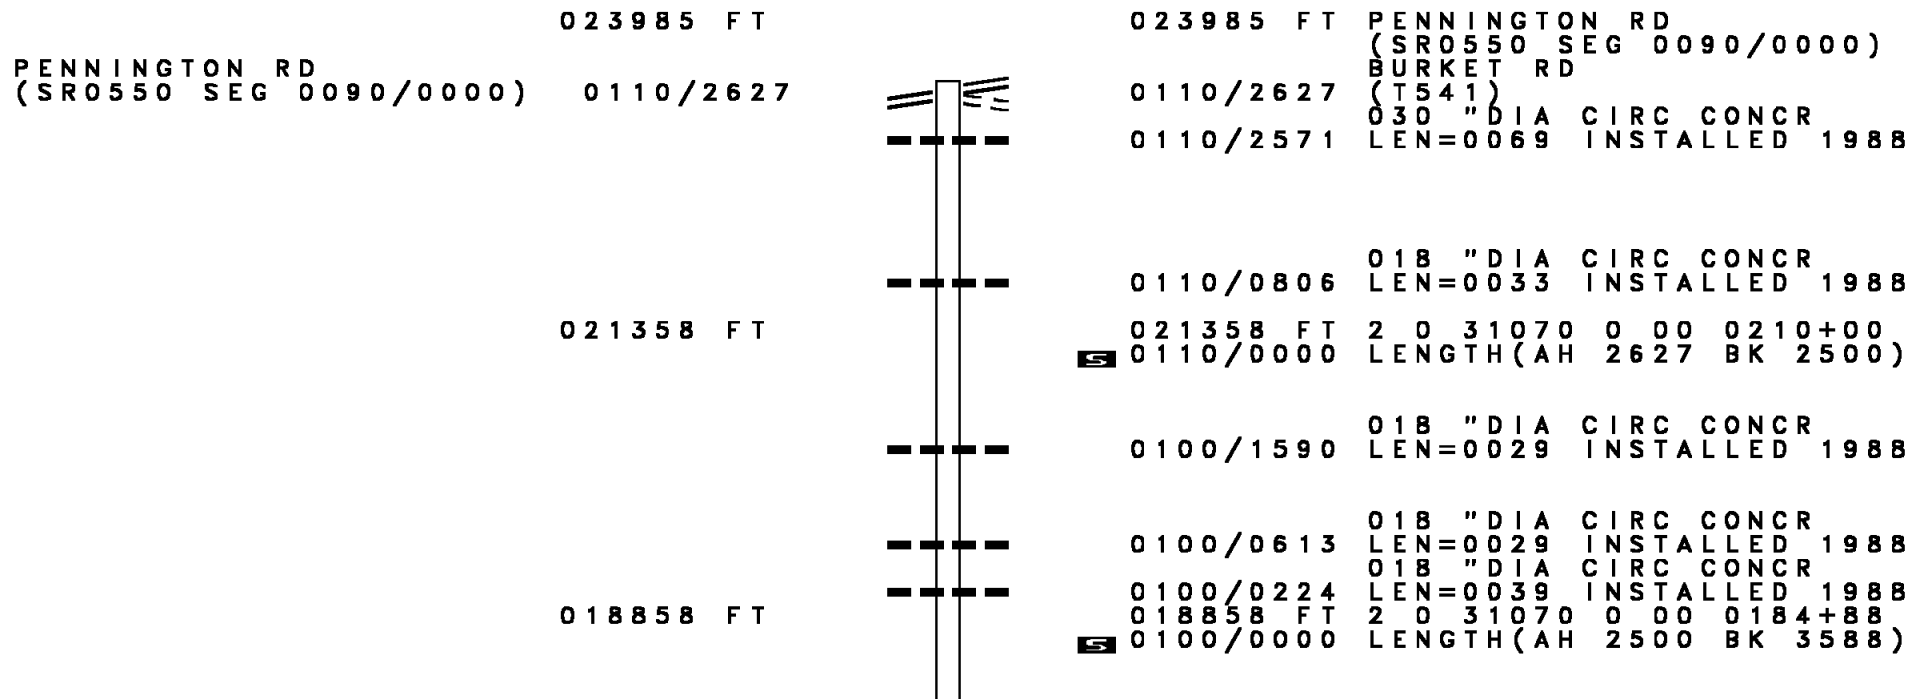 023985 FT 023985 FT PENNINGTON RD
(SR0550 SEG 0090/0000)
PENNINGTON RD BURKET RD
(SR0550 SEG 0090/0000) 0110/2627 0110/2627 (T541)
030 "DIA CIRC CONCR
0110/2571 LEN=0069 INSTALLED 1988
018 "DIA CIRC CONCR
0110/0806 LEN=0033 INSTALLED 1988
021358 FT 021358 FT 2 0 31070 0 00 0210+00
S 0110/0000 LENGTH(AH 2627 BK 2500)
018 "DIA CIRC CONCR
0100/1590 LEN=0029 INSTALLED 1988
018 "DIA CIRC CONCR
0100/0613 LEN=0029 INSTALLED 1988
018 "DIA CIRC CONCR
0100/0224 LEN=0039 INSTALLED 1988
018858 FT 018858 FT 2 0 31070 0 00 0184+88
S 0100/0000 LENGTH(AH 2500 BK 3588)